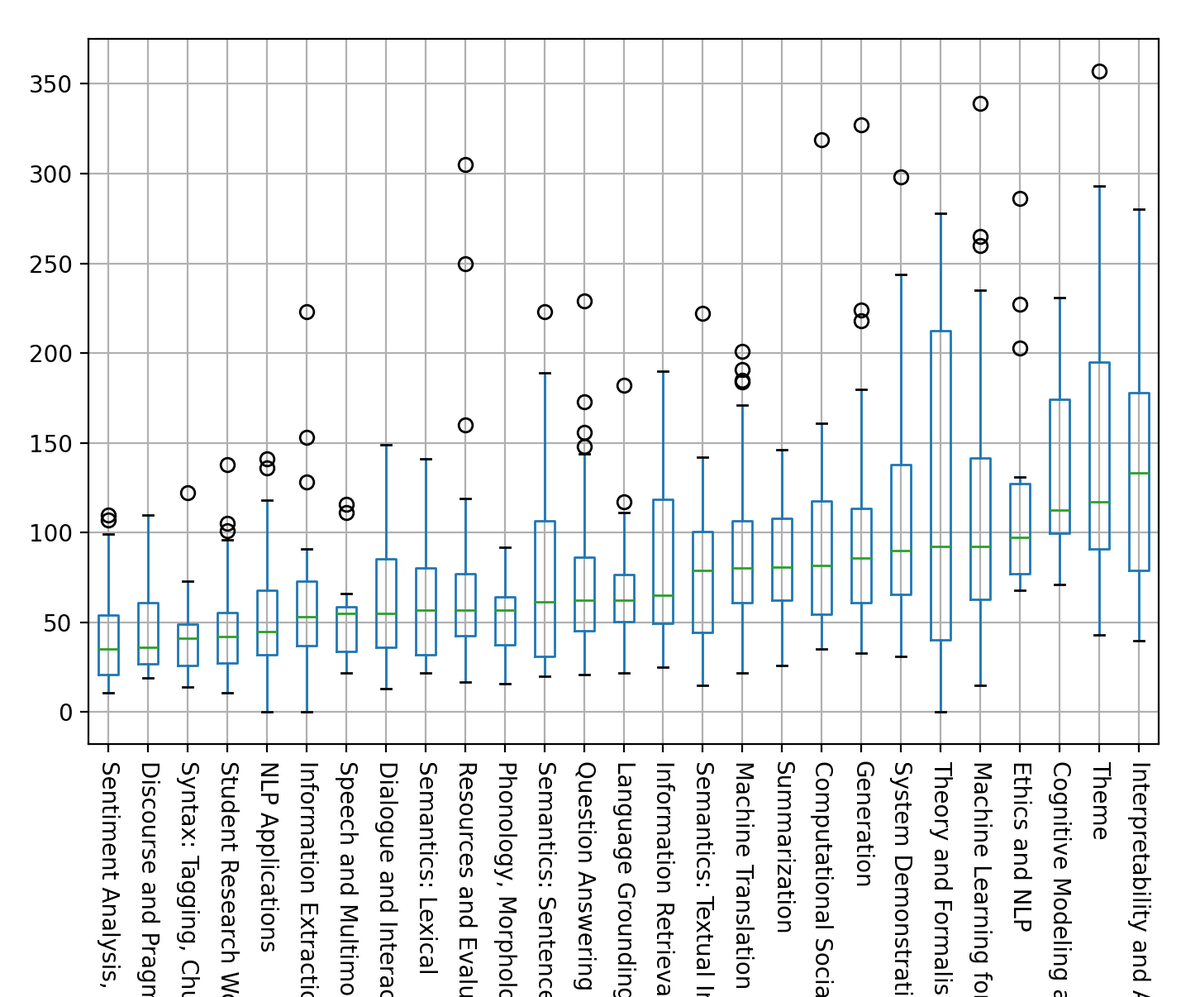 350
300
250
200
150
100
50
0
Sentiment Analysis,
Discourse and Pragm
Syntax: Tagging, Chu
Student Research Wo
NLP Applications
Information Extractio
Speech and Multimo
Dialogue and Interac
Semantics: Lexical
Resources and Evalu
Phonology, Morpholo
Semantics: Sentence
Question Answering
Language Grounding
Information Retrieva
Semantics: Textual In
Machine Translation
Summarization
Computational Socia
Generation
System Demonstrati
Theory and Formalis
Machine Learning for
Ethics and NLP
Cognitive Modeling a
Theme
Interpretability and A